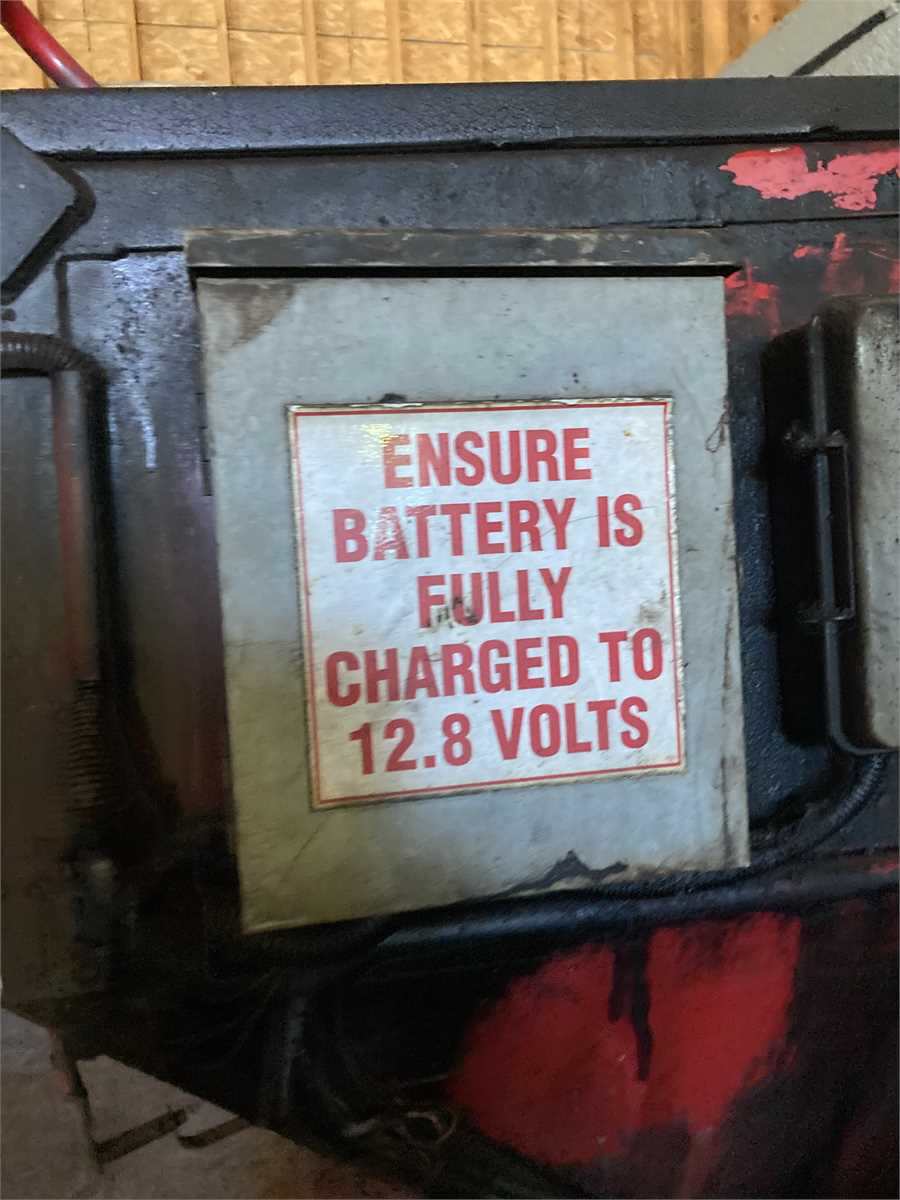 ENSURE
BATTERY IS
FULLY
CHARGED TO
12.8 VOLTS